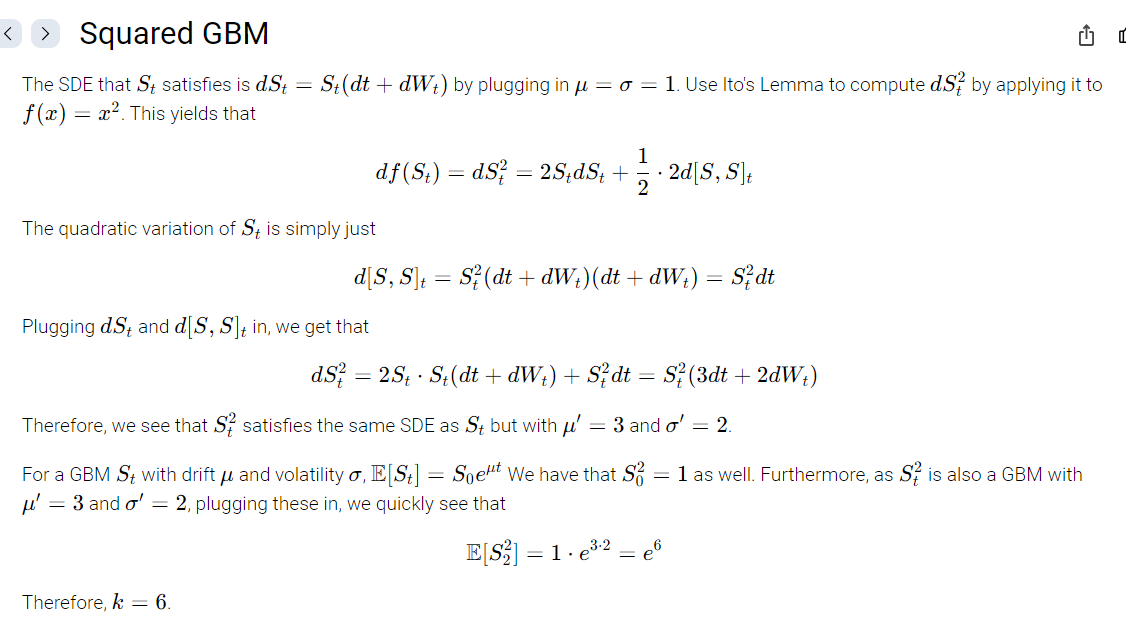 Squared GBM
The SDE that $S_t$ satisfies is $dS_t = S_t(dt + dW_t)$ by plugging in $\mu = \sigma = 1$. Use Ito's Lemma to compute $dS_t^2$ by applying it to
$f(x) = x^2$. This yields that
$df(S_t) = dS_t^2 = 2S_t dS_t + \frac{1}{2} \cdot 2d[S, S]_t$
The quadratic variation of $S_t$ is simply just
$d[S, S]_t = S_t^2(dt + dW_t)(dt + dW_t) = S_t^2 dt$
Plugging $dS_t$ and $d[S, S]_t$ in, we get that
$dS_t^2 = 2S_t \cdot S_t(dt + dW_t) + S_t^2 dt = S_t^2(3dt + 2dW_t)$
Therefore, we see that $S_t^2$ satisfies the same SDE as $S_t$ but with $\mu' = 3$ and $\sigma' = 2$.
For a GBM $S_t$ with drift $\mu$ and volatility $\sigma$, $\mathbb{E}[S_t] = S_0 e^{\mu t}$ We have that $S_0^2 = 1$ as well. Furthermore, as $S_t^2$ is also a GBM with
$\mu' = 3$ and $\sigma' = 2$, plugging these in, we quickly see that
$\mathbb{E}[S_2^2] = 1 \cdot e^{3 \cdot 2} = e^6$
Therefore, $k = 6$.